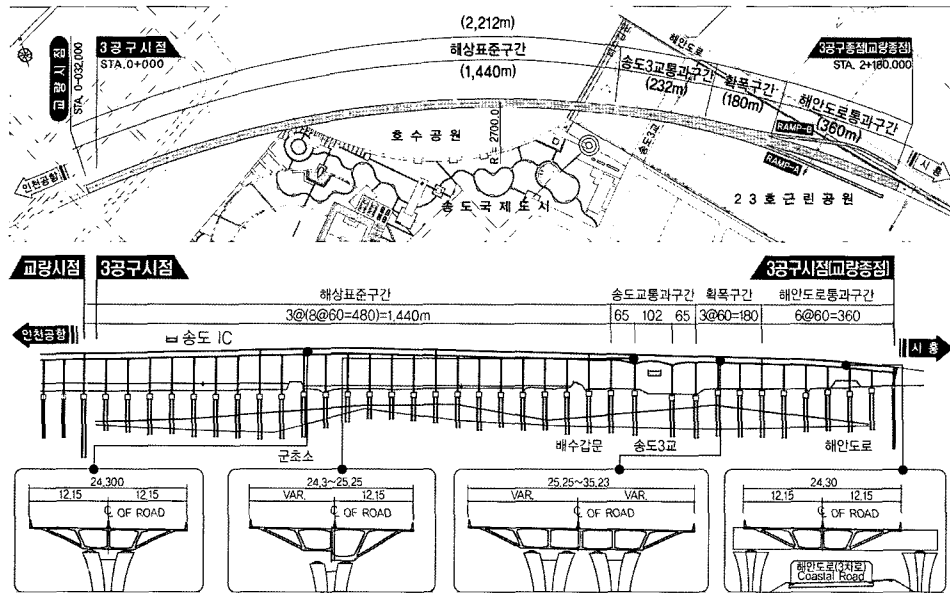 (2,212m)
해상표준구간
(1,440m)
교량시점
STA. 0-032.000
3공구시점
STA. 0+000
해안도로
송도3교통과구간
(232m)
확폭구간
(180m)
해안도로통과구간
(360m)
3공구종점(교량종점)
STA. 2+180.000
호수공원
R = 2700.0
송도3교
RAMP-B
RAMP-A
인천공항
시흥
송도국제도시
23호근린공원
교량시점
3공구시점
3공구시점(교량종점)
해상표준구간
송도교통과구간
확폭구간
해안도로통과구간
3@(8@60=480)=1,440m
65 102 65
3@60=180
6@60=360
인천공항
송도 IC
시흥
군초소
배수갑문
송도3교
해안도로
24,300
12,15 12,15
℄ OF ROAD
24,3~25,25
VAR. 12,15
℄ OF ROAD
25,25~35,23
VAR. VAR.
℄ OF ROAD
24,30
12,15 12,15
℄ OF ROAD
해안도로(3차로)
Coastal Road